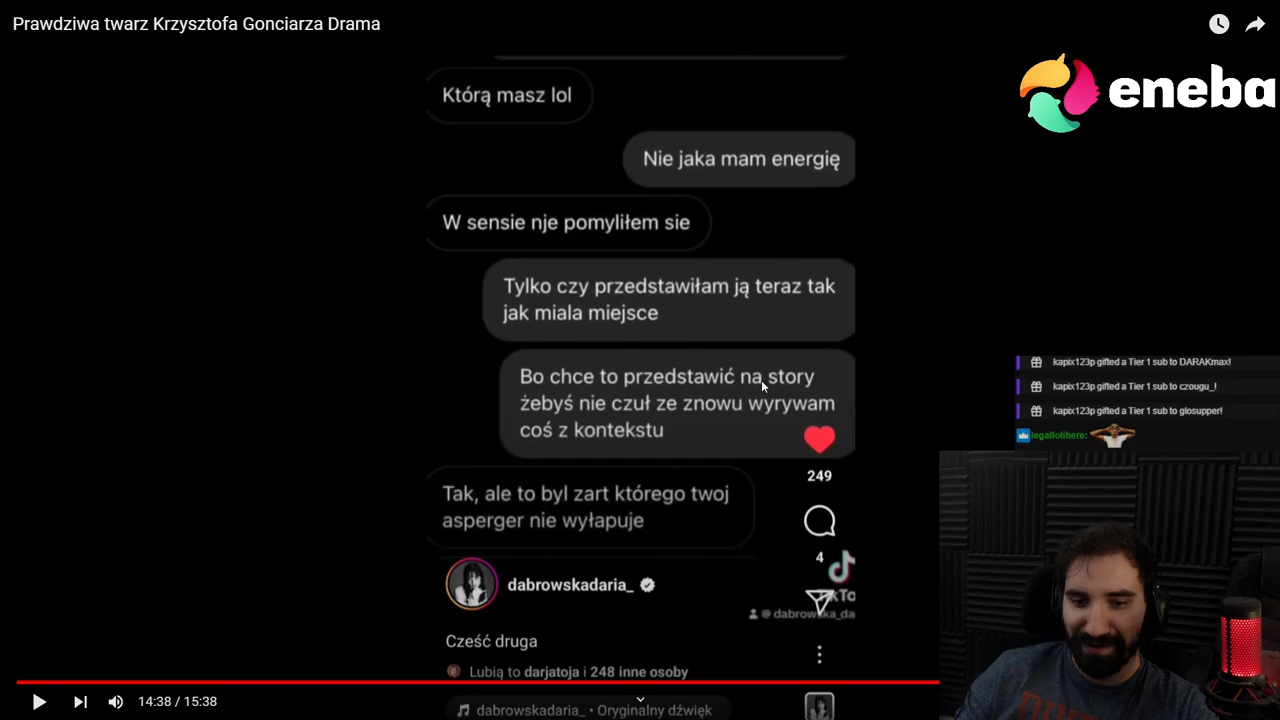 Prawdziwa twarz Krzysztofa Gonciarza Drama
eneba
Którą masz lol
Nie jaka mam energię
W sensie nje pomyliłem sie
Tylko czy przedstawiłam ją teraz tak
jak miala miejsce
Bo chce to przedstawić na story
żebyś nie czuł ze znowu wyrywam
coś z kontekstu
249
Tak, ale to byl zart którego twoj
asperger nie wyłapuje
4
dabrowskadaria_
@ dabrowska_da
Cześć druga
Lubią to darjatoja i 248 inne osoby
dabrowskadaria_ • Oryginalny dźwięk
kapix123p gifted a Tier 1 sub to DARAKmax!
kapix123p gifted a Tier 1 sub to czougu_!
kapix123p gifted a Tier 1 sub to glosupper!
legallolihere:
14:38 / 15:38